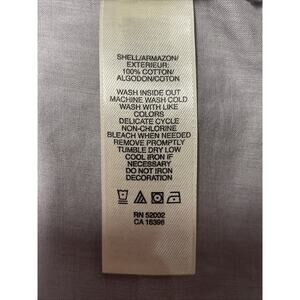 SHELL/ARMAZON/
EXTERIEUR:
100% COTTON/
ALGODON/COTON
WASH INSIDE OUT
MACHINE WASH COLD
WASH WITH LIKE
COLORS
DELICATE CYCLE
NON-CHLORINE
BLEACH WHEN NEEDED
REMOVE PROMPTLY
TUMBLE DRY LOW
COOL IRON IF
NECESSARY
DO NOT IRON
DECORATION
RN 52002
CA 16396